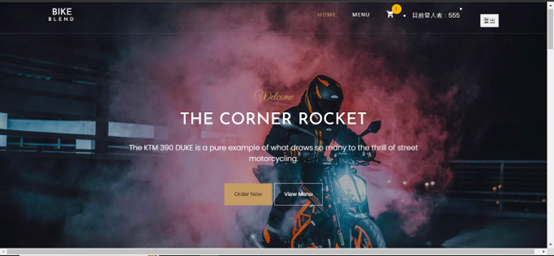 BIKE
BLEND
HOME
MENU
1
目前登入者：555
登出
Welcome
THE CORNER ROCKET
The KTM 390 DUKE is a pure example of what draws so many to the thrill of street
motorcycling.
Order Now
View Menu